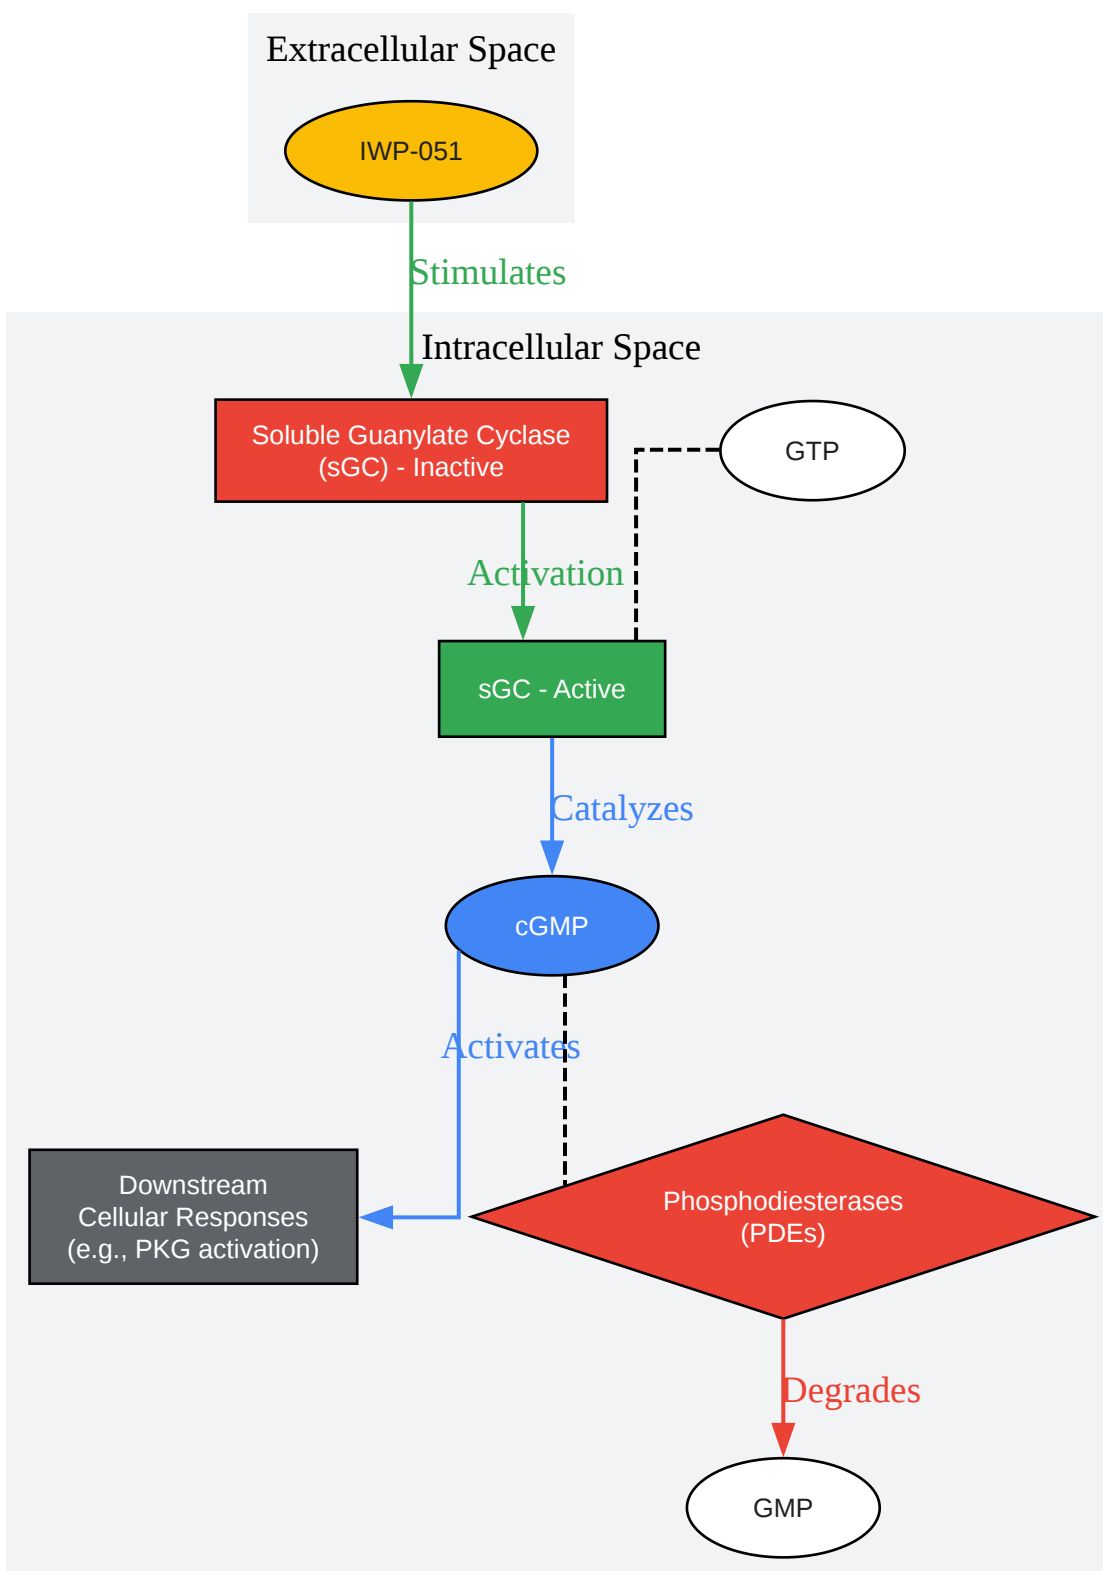 Extracellular Space
IWP-051
Stimulates
Intracellular Space
Soluble Guanylate Cyclase
(sGC) - Inactive
GTP
Activation
sGC - Active
Catalyzes
cGMP
Activates
Downstream
Cellular Responses
(e.g., PKG activation)
Phosphodiesterases
(PDEs)
Degrades
GMP